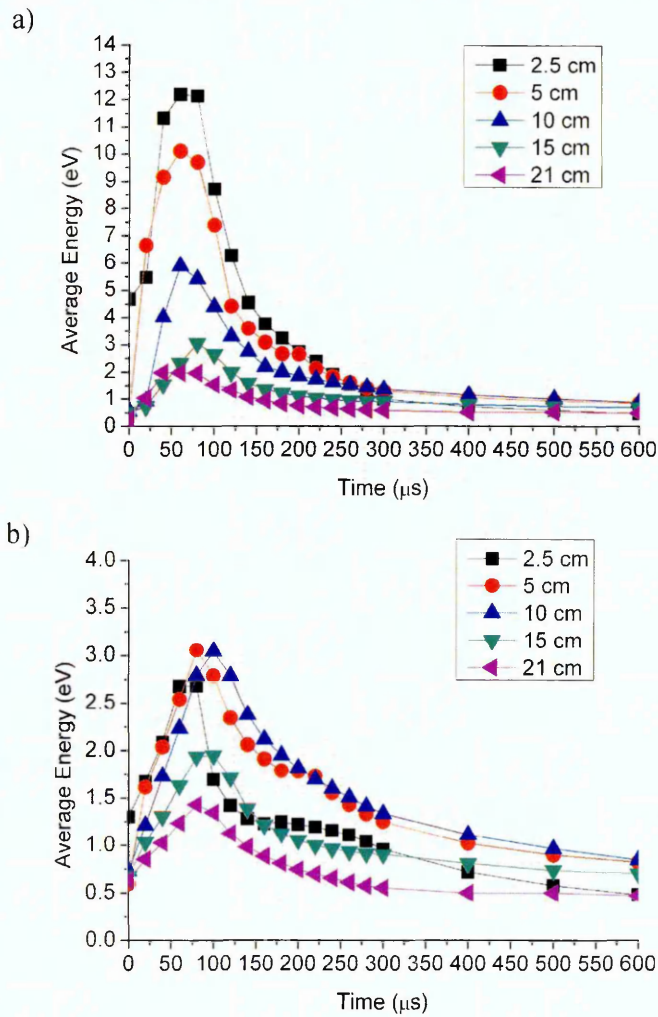 a)
14
13
12
11
10
9
8
7
6
5
4
3
2
1
0
Average Energy (eV)
2.5 cm
5 cm
10 cm
15 cm
21 cm
0 50 100 150 200 250 300 350 400 450 500 550 600
Time (μs)
b)
4.0
3.5
3.0
2.5
2.0
1.5
1.0
0.5
0.0
Average Energy (eV)
2.5 cm
5 cm
10 cm
15 cm
21 cm
0 50 100 150 200 250 300 350 400 450 500 550 600
Time (μs)